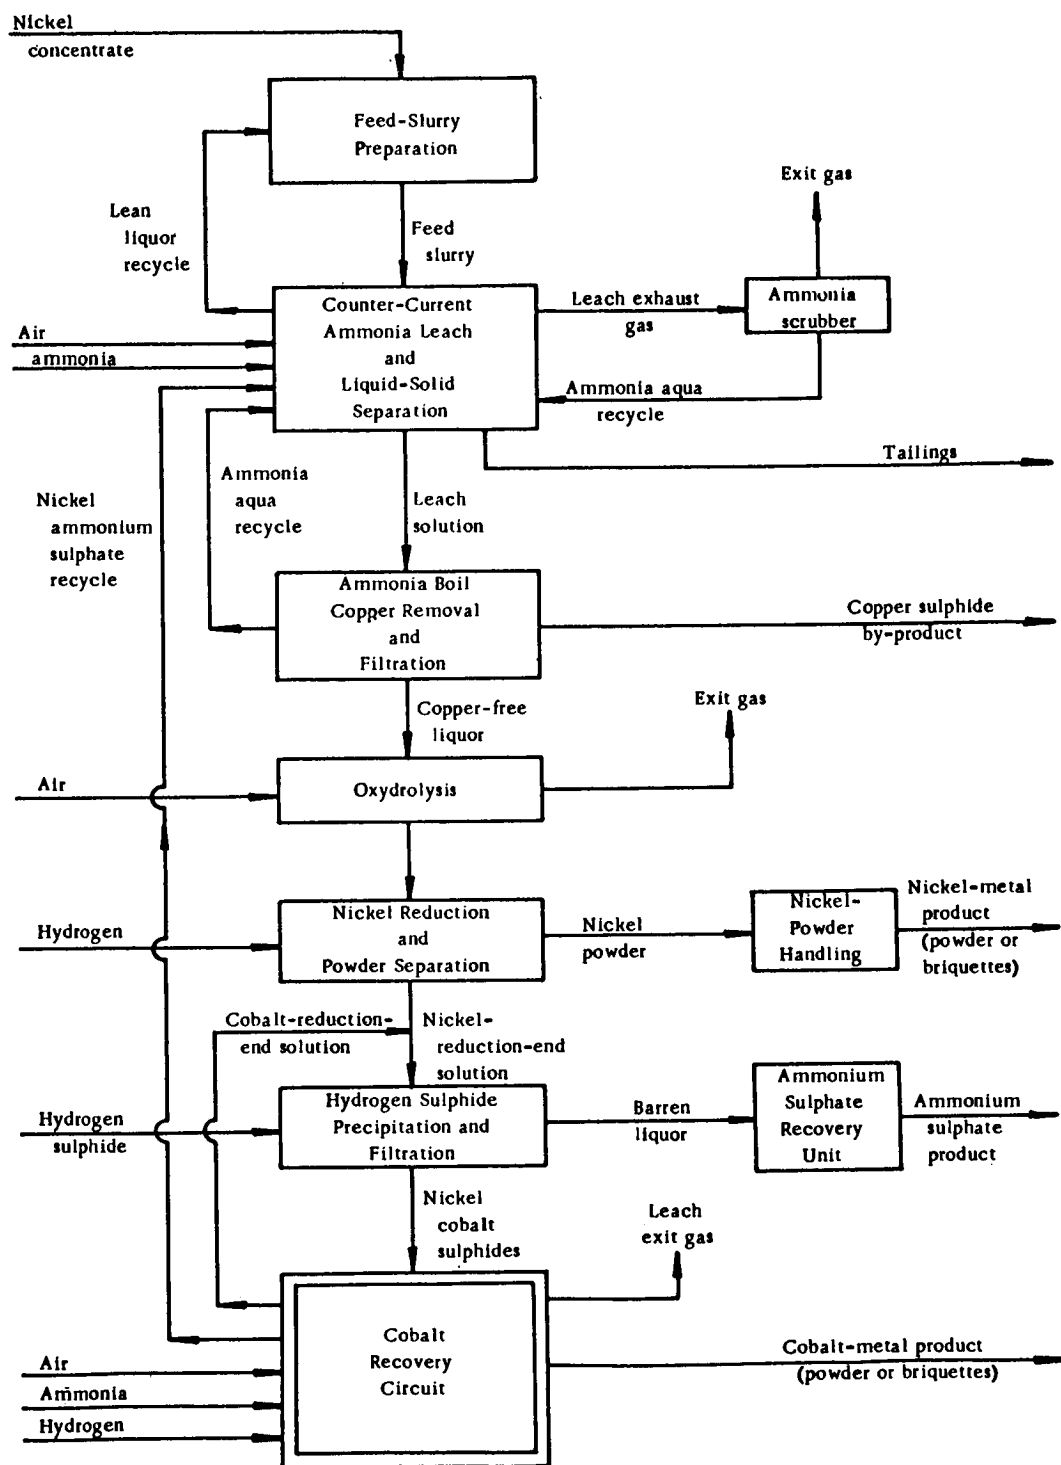 Nickel
concentrate
Feed-Slurry
Preparation
Exit gas
Lean
liquor
recycle
Feed
slurry
Counter-Current
Ammonia Leach
and
Liquid-Solid
Separation
Leach exhaust
gas
Ammonia
scrubber
Air
ammonia
Ammonia aqua
recycle
Tailings
Nickel
ammonium
sulphate
recycle
Ammonia
aqua
recycle
Leach
solution
Ammonia Boil
Copper Removal
and
Filtration
Copper sulphide
by-product
Copper-free
liquor
Exit gas
Air
Oxydrolysis
Hydrogen
Nickel Reduction
and
Powder Separation
Nickel
powder
Nickel-
Powder
Handling
Nickel-metal
product
(powder or
briquettes)
Cobalt-reduction-
end solution
Nickel-
reduction-end
solution
Hydrogen
sulphide
Hydrogen Sulphide
Precipitation and
Filtration
Barren
liquor
Ammonium
Sulphate
Recovery
Unit
Ammonium
sulphate
product
Nickel
cobalt
sulphides
Leach
exit gas
Cobalt
Recovery
Circuit
Cobalt-metal product
(powder or briquettes)
Air
Ammonia
Hydrogen